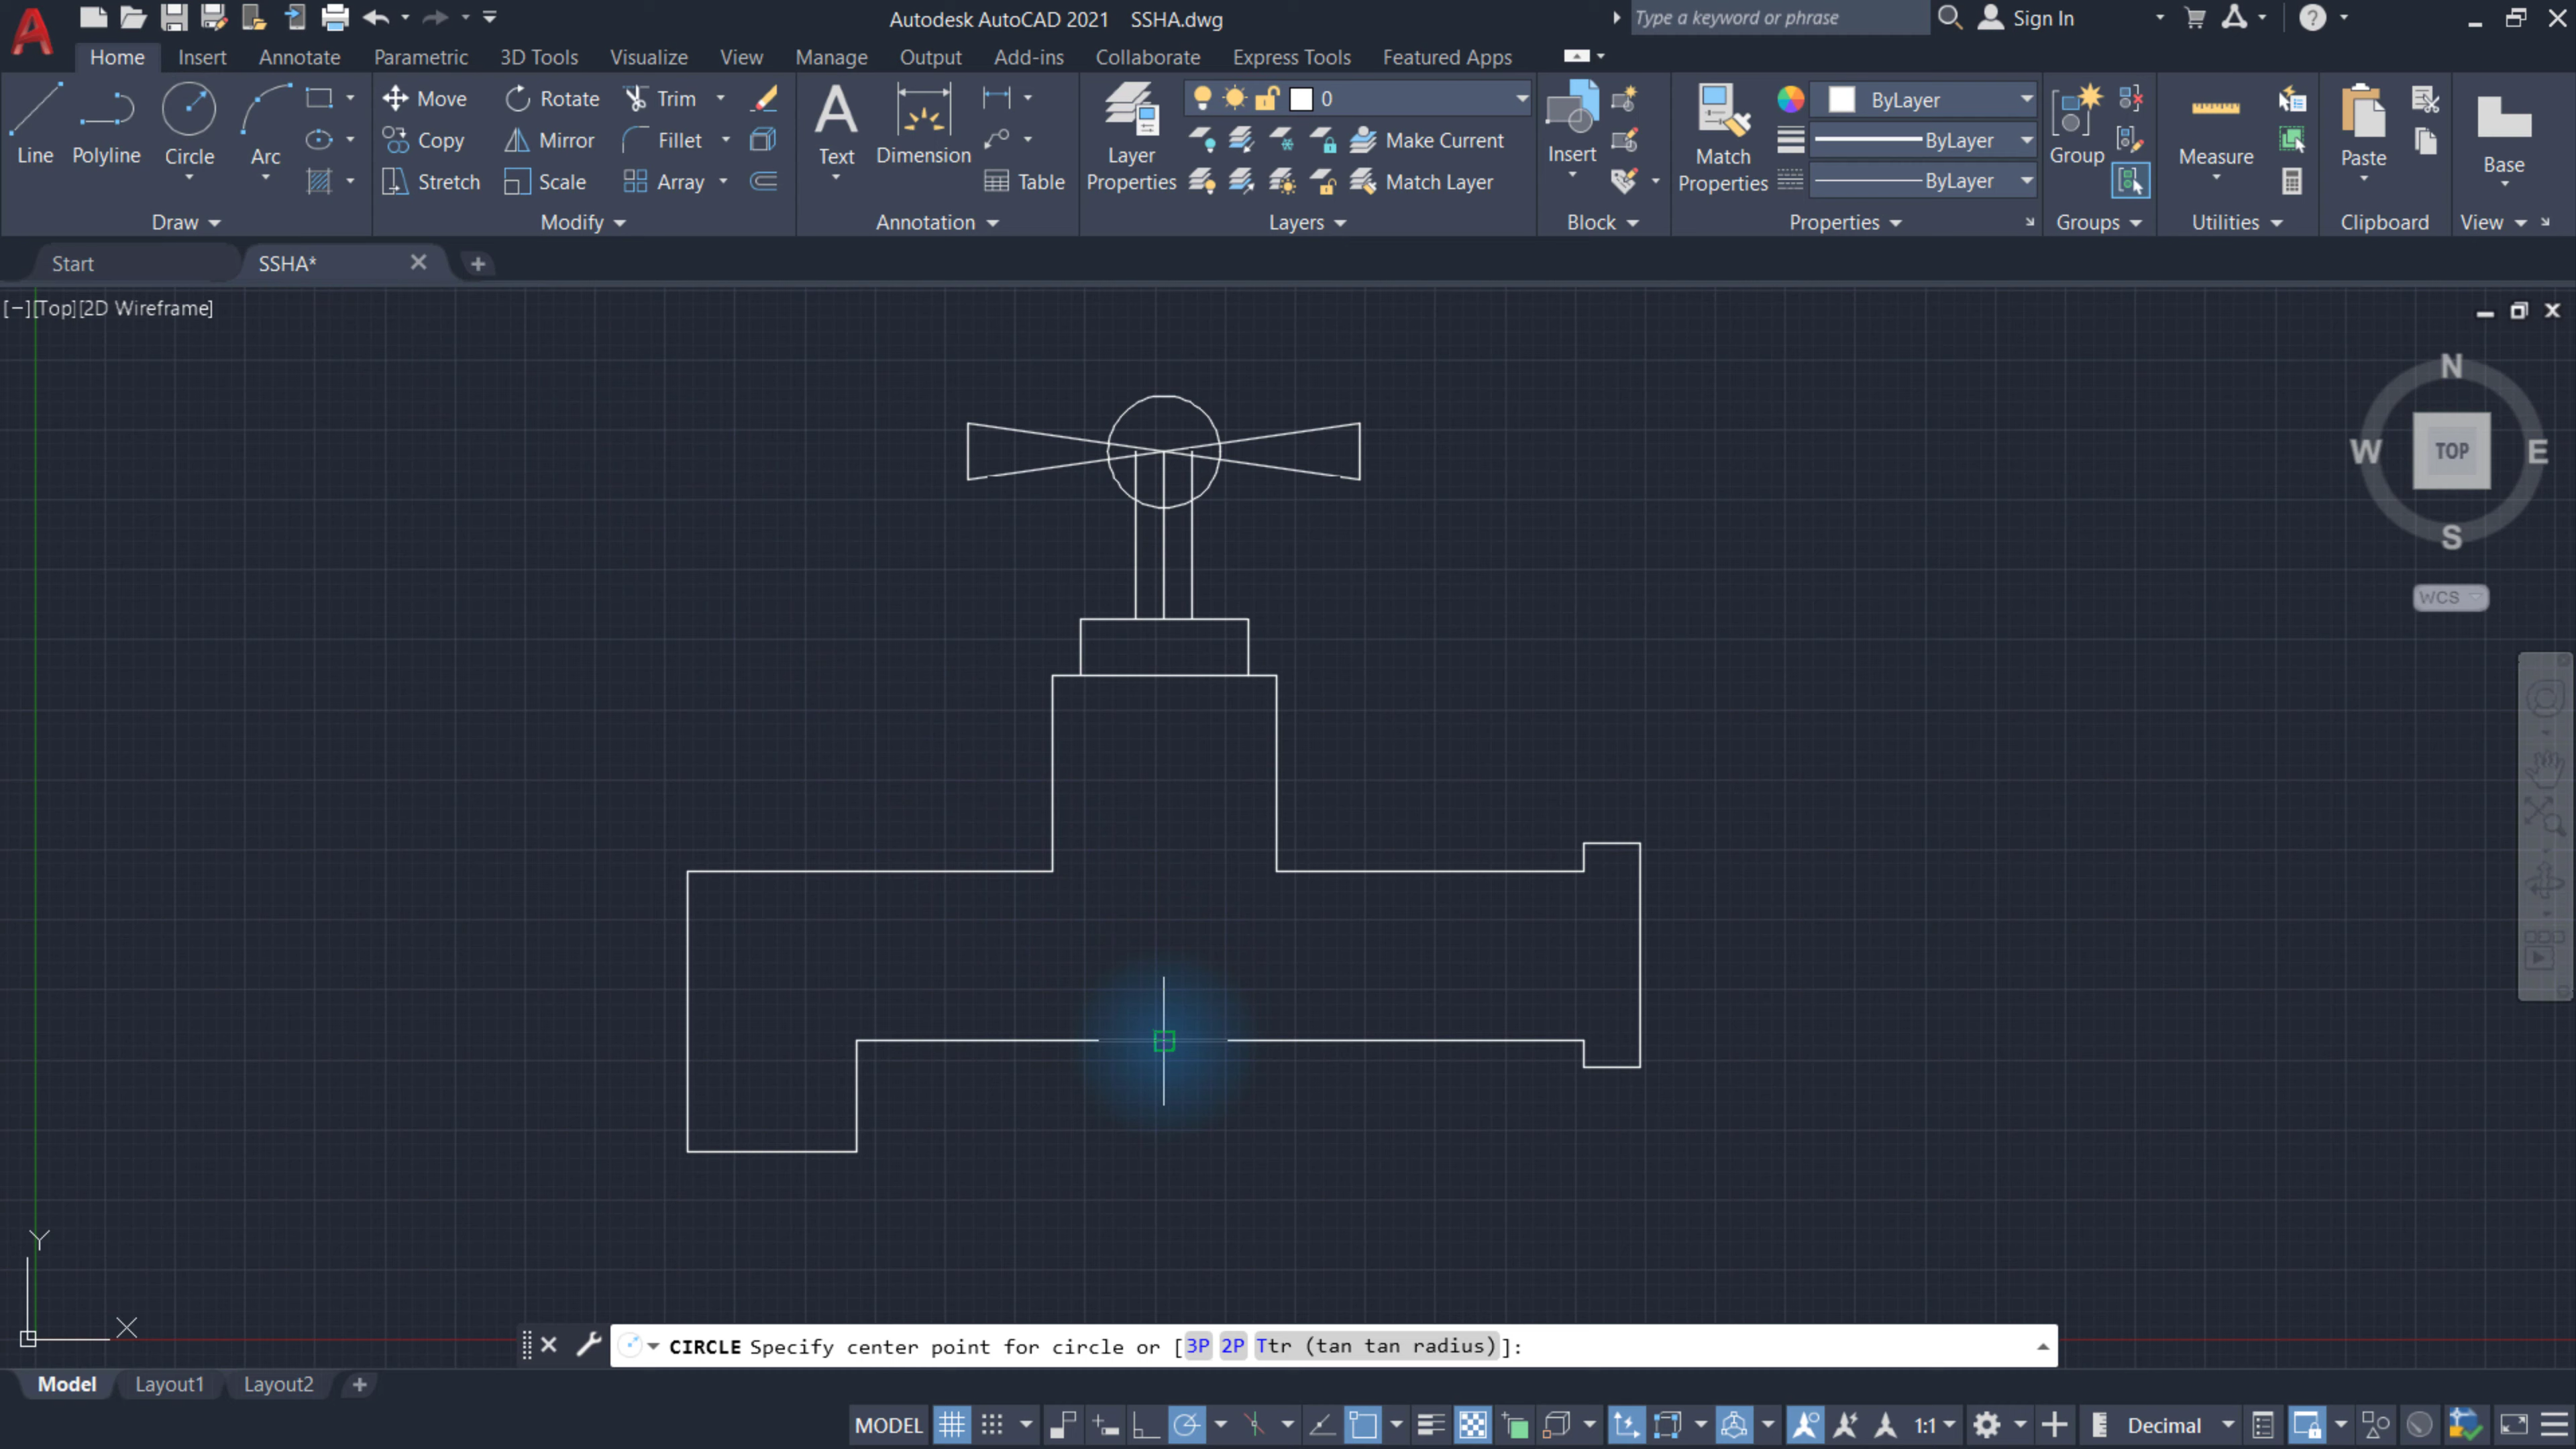 Autodesk AutoCAD 2021 SSHA.dwg
Type a keyword or phrase
Sign In
Home Insert Annotate Parametric 3D Tools Visualize View Manage Output Add-ins Collaborate Express Tools Featured Apps
Line Polyline Circle Arc
Move Rotate Trim
Copy Mirror Fillet
Stretch Scale Array
Text Dimension Table
Layer Properties
0
Make Current
Match Layer
Insert
Match Properties
ByLayer
ByLayer
ByLayer
Group
Measure
Paste
Base
Draw Modify Annotation Layers Block Properties Groups Utilities Clipboard View
Start SSHA*
[−][Top][2D Wireframe]
N
W TOP E
S
WCS
Y
X
CIRCLE Specify center point for circle or [3P 2P Ttr (tan tan radius)]:
Model Layout1 Layout2
MODEL 1:1 Decimal